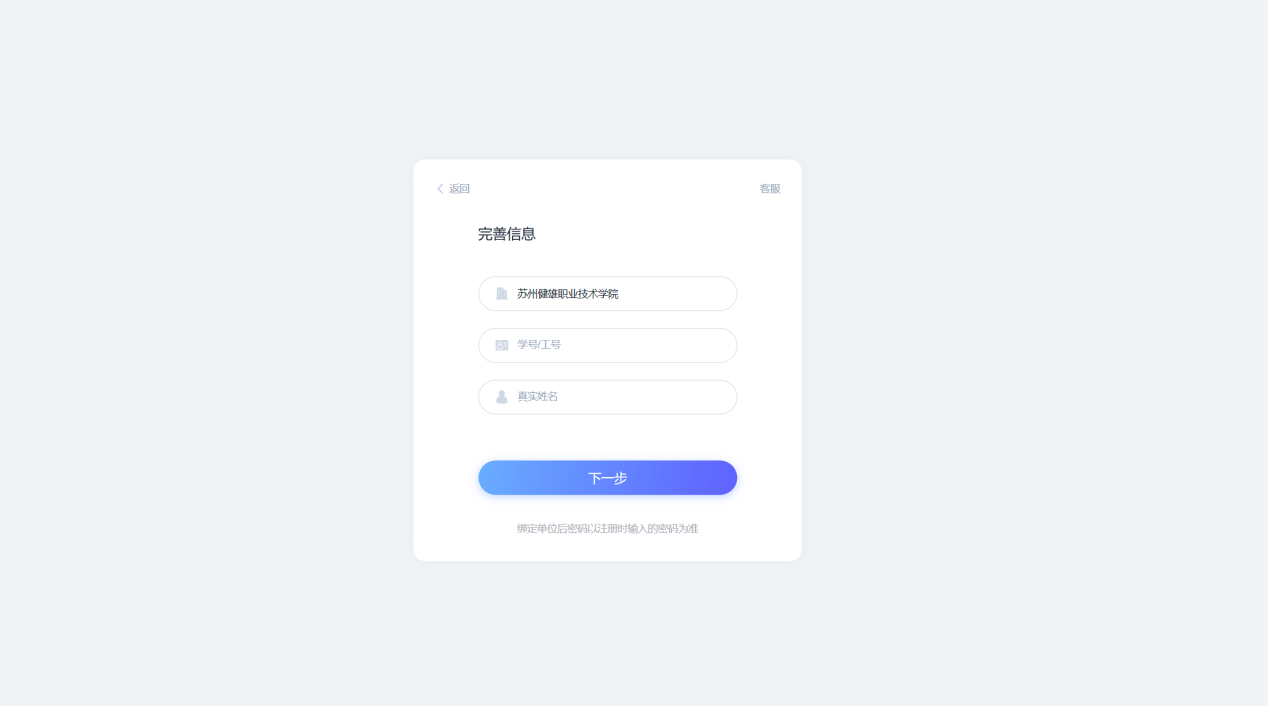 返回
客服
完善信息
苏州健雄职业技术学院
学号/工号
真实姓名
下一步
绑定单位后密码以注册时输入的密码为准